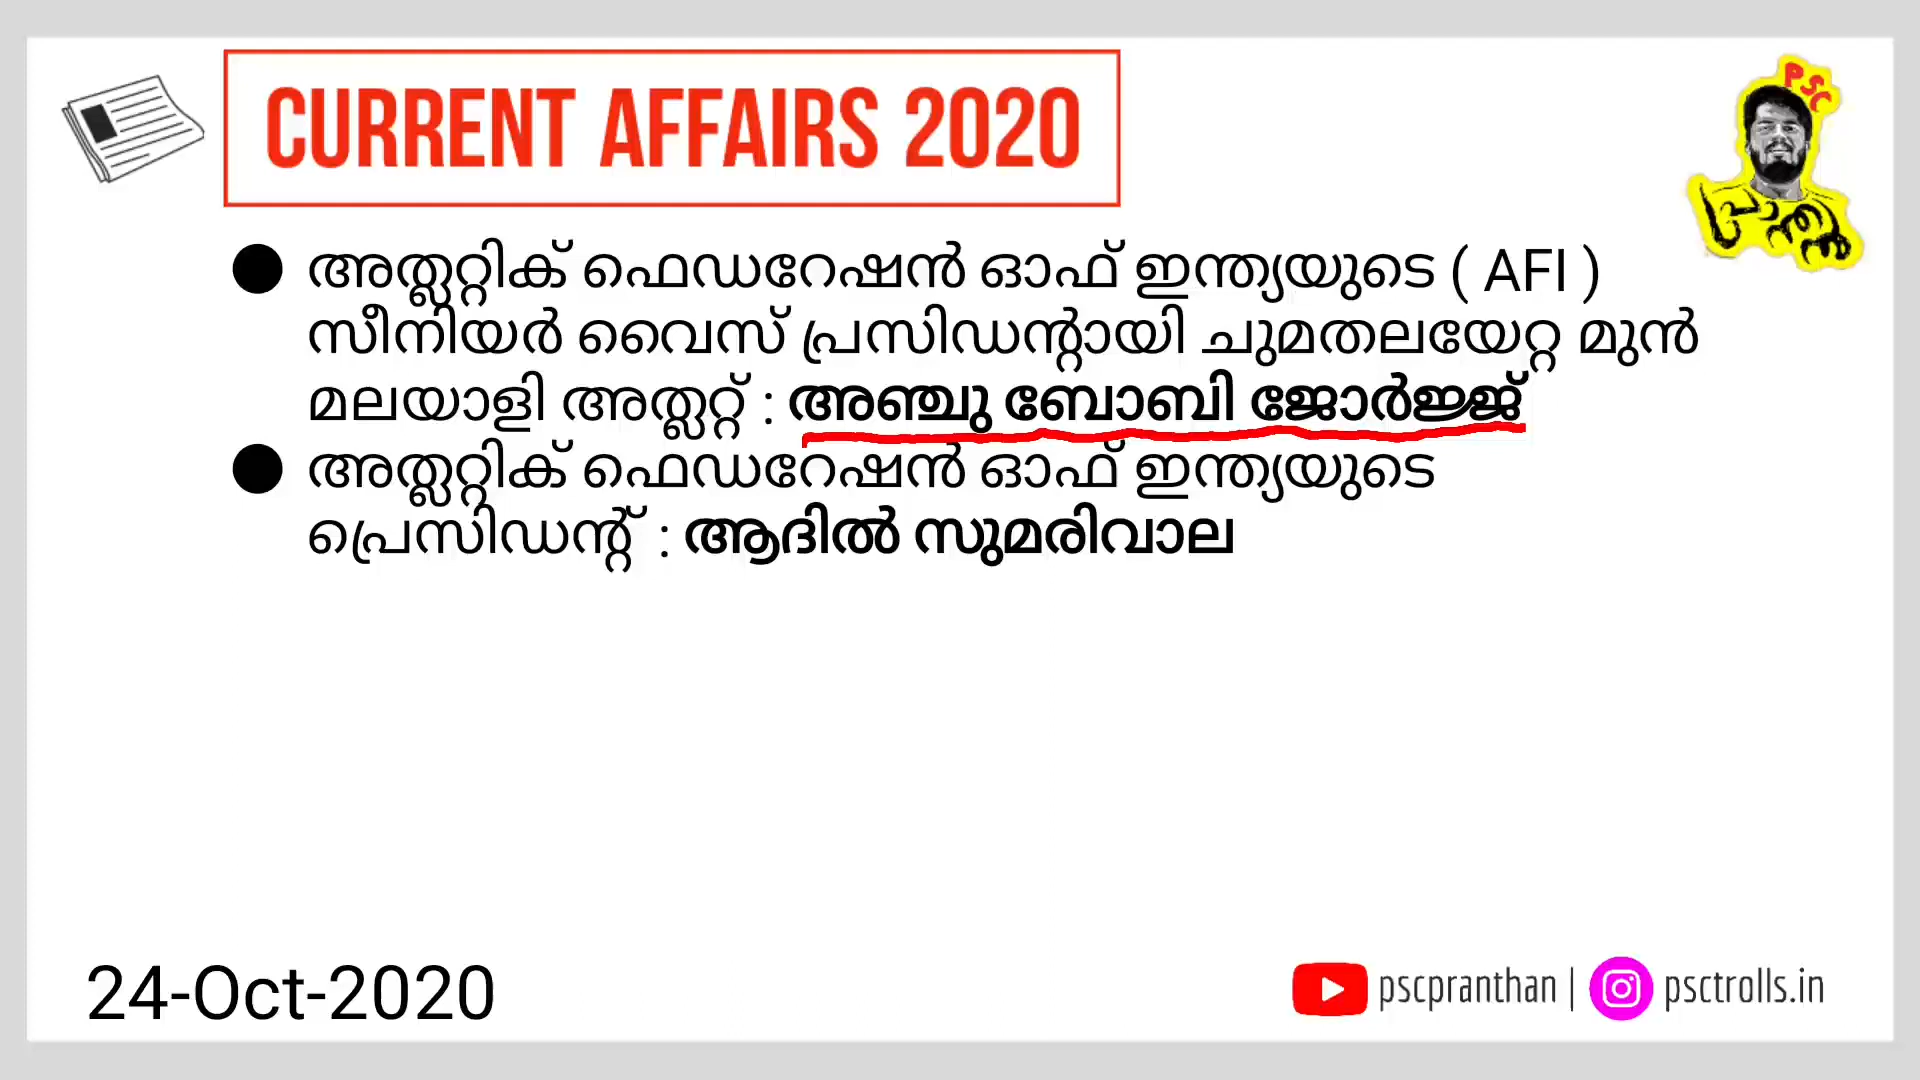 CURRENT AFFAIRS 2020
PSC
പ്രാന്തൻ
● അത്ലറ്റിക് ഫെഡറേഷൻ ഓഫ് ഇന്ത്യയുടെ ( AFI )
സീനിയർ വൈസ് പ്രസിഡന്റായി ചുമതലയേറ്റ മുൻ
മലയാളി അത്ലറ്റ് : അഞ്ചു ബോബി ജോർജ്ജ്
● അത്ലറ്റിക് ഫെഡറേഷൻ ഓഫ് ഇന്ത്യയുടെ
പ്രെസിഡന്റ് : ആദിൽ സുമരിവാല
24-Oct-2020
pscpranthan | psctrolls.in